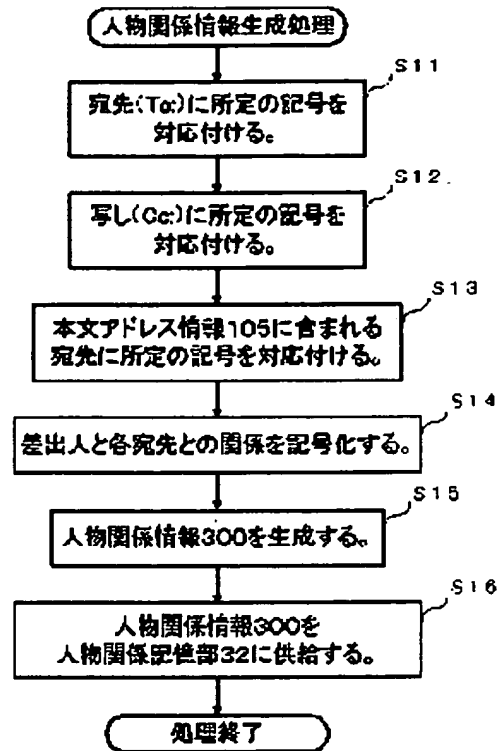 人物関係情報生成処理
S11
宛先(To:)に所定の記号を
対応付ける。
S12
写し(Cc:)に所定の記号を
対応付ける。
S13
本文アドレス情報105に含まれる
宛先に所定の記号を対応付ける。
S14
差出人と各宛先との関係を記号化する。
S15
人物関係情報300を生成する。
S16
人物関係情報300を
人物関係記憶部32に供給する。
処理終了